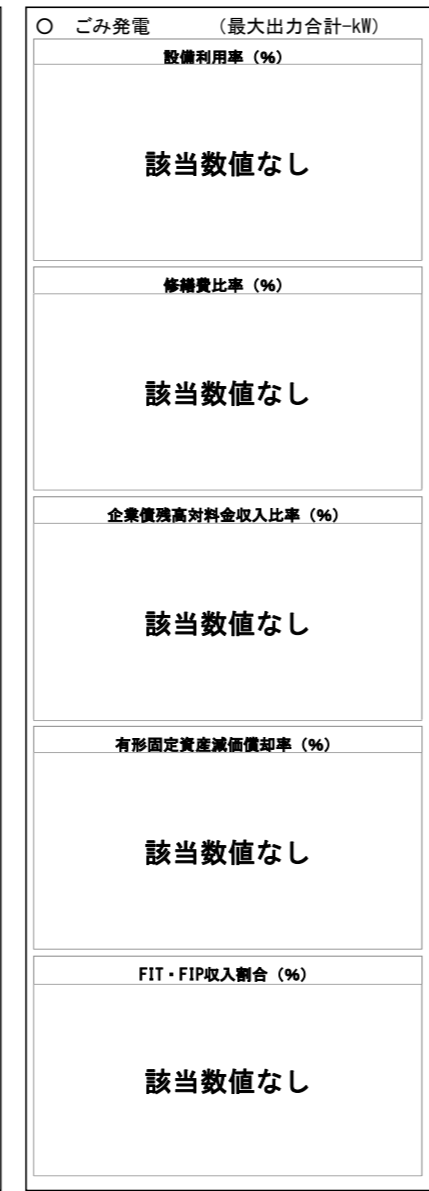 ○　ごみ発電　　　（最大出力合計-kW）
設備利用率（%）
該当数値なし
修繕費比率（%）
該当数値なし
企業債残高対料金収入比率（%）
該当数値なし
有形固定資産減価償却率（%）
該当数値なし
FIT・FIP収入割合（%）
該当数値なし